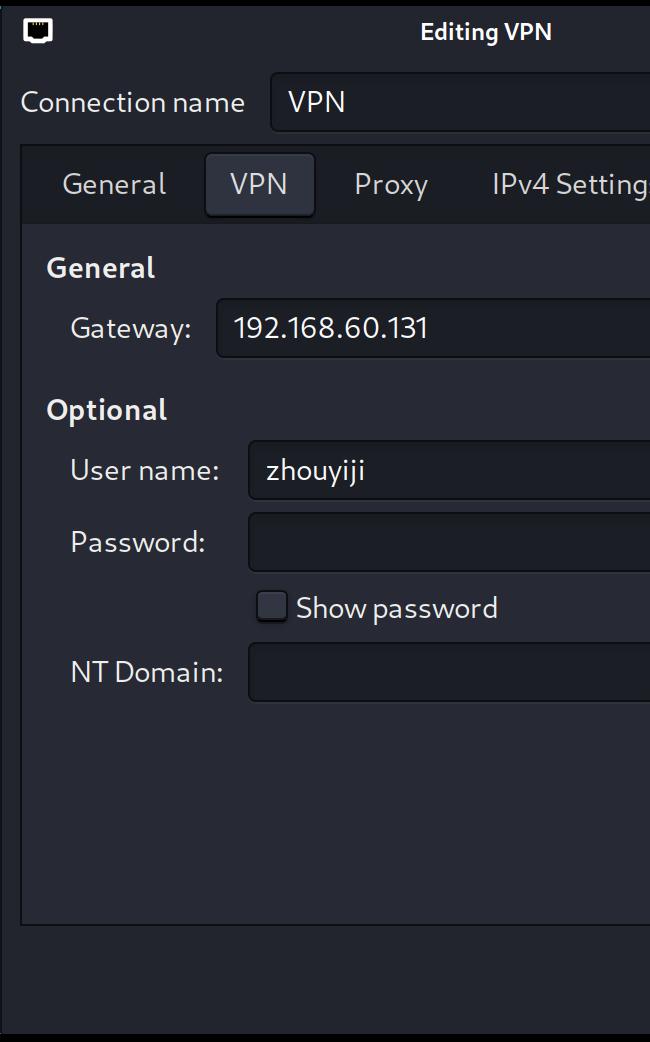 Editing VPN
Connection name VPN
General VPN Proxy IPv4 Setting
General
Gateway: 192.168.60.131
Optional
User name: zhouyiji
Password:
Show password
NT Domain: